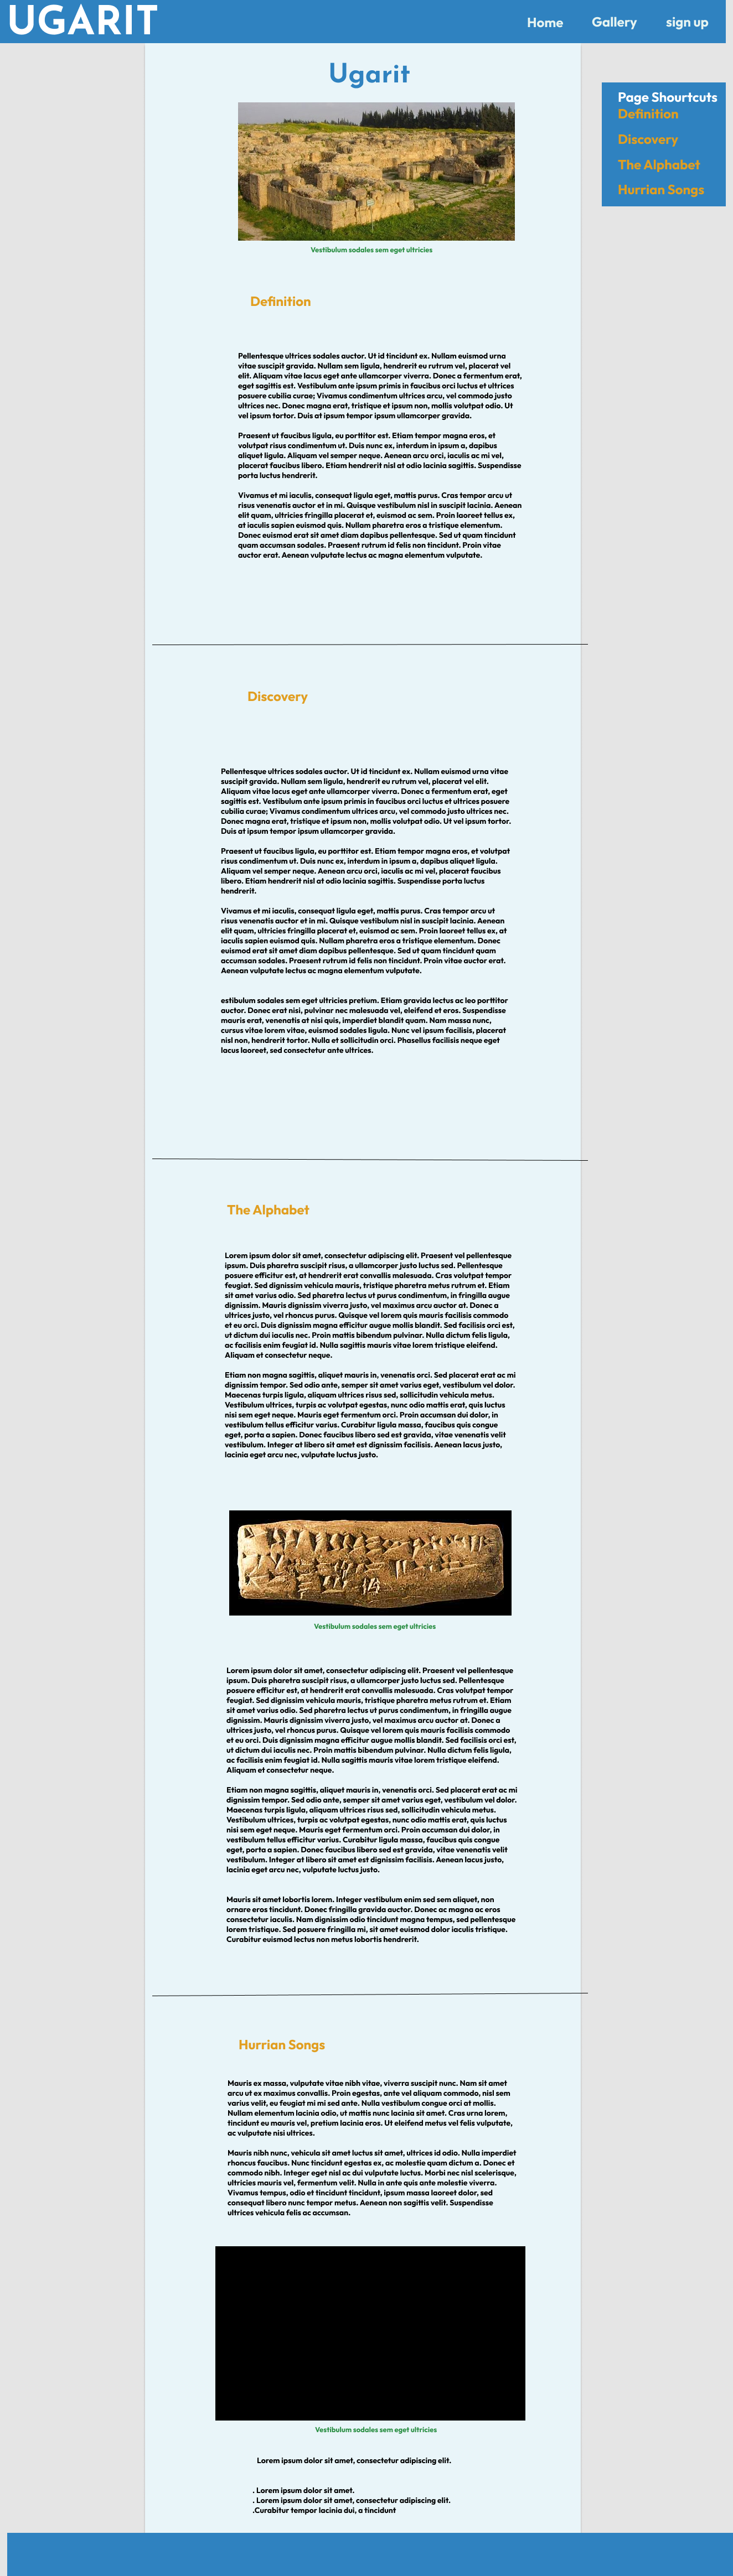 UGARIT
Home Gallery sign up
Ugarit
Page Shourtcuts
Definition
Discovery
The Alphabet
Hurrian Songs
Vestibulum sodales sem eget ultricies
Definition
Pellentesque ultrices sodales auctor. Ut id tincidunt ex. Nullam euismod urna
vitae suscipit gravida. Nullam sem ligula, hendrerit eu rutrum vel, placerat vel
elit. Aliquam vitae lacus eget ante ullamcorper viverra. Donec a fermentum erat,
eget sagittis est. Vestibulum ante ipsum primis in faucibus orci luctus et ultrices
posuere cubilia curae; Vivamus condimentum ultrices arcu, vel commodo justo
ultrices nec. Donec magna erat, tristique et ipsum non, mollis volutpat odio. Ut
vel ipsum tortor. Duis at ipsum tempor ipsum ullamcorper gravida.
Praesent ut faucibus ligula, eu porttitor est. Etiam tempor magna eros, et
volutpat risus condimentum ut. Duis nunc ex, interdum in ipsum a, dapibus
aliquet ligula. Aliquam vel semper neque. Aenean arcu orci, iaculis ac mi vel,
placerat faucibus libero. Etiam hendrerit nisl at odio lacinia sagittis. Suspendisse
porta luctus hendrerit.
Vivamus et mi iaculis, consequat ligula eget, mattis purus. Cras tempor arcu ut
risus venenatis auctor et in mi. Quisque vestibulum nisl in suscipit lacinia. Aenean
elit quam, ultricies fringilla placerat et, euismod ac sem. Proin laoreet tellus ex,
at iaculis sapien euismod quis. Nullam pharetra eros a tristique elementum.
Donec euismod erat sit amet diam dapibus pellentesque. Sed ut quam tincidunt
quam accumsan sodales. Praesent rutrum id felis non tincidunt. Proin vitae
auctor erat. Aenean vulputate lectus ac magna elementum vulputate.
Discovery
Pellentesque ultrices sodales auctor. Ut id tincidunt ex. Nullam euismod urna vitae
suscipit gravida. Nullam sem ligula, hendrerit eu rutrum vel, placerat vel elit.
Aliquam vitae lacus eget ante ullamcorper viverra. Donec a fermentum erat, eget
sagittis est. Vestibulum ante ipsum primis in faucibus orci luctus et ultrices posuere
cubilia curae; Vivamus condimentum ultrices arcu, vel commodo justo ultrices nec.
Donec magna erat, tristique et ipsum non, mollis volutpat odio. Ut vel ipsum tortor.
Duis at ipsum tempor ipsum ullamcorper gravida.
Praesent ut faucibus ligula, eu porttitor est. Etiam tempor magna eros, et volutpat
risus condimentum ut. Duis nunc ex, interdum in ipsum a, dapibus aliquet ligula.
Aliquam vel semper neque. Aenean arcu orci, iaculis ac mi vel, placerat faucibus
libero. Etiam hendrerit nisl at odio lacinia sagittis. Suspendisse porta luctus
hendrerit.
Vivamus et mi iaculis, consequat ligula eget, mattis purus. Cras tempor arcu ut
risus venenatis auctor et in mi. Quisque vestibulum nisl in suscipit lacinia. Aenean
elit quam, ultricies fringilla placerat et, euismod ac sem. Proin laoreet tellus ex, at
iaculis sapien euismod quis. Nullam pharetra eros a tristique elementum. Donec
euismod erat sit amet diam dapibus pellentesque. Sed ut quam tincidunt quam
accumsan sodales. Praesent rutrum id felis non tincidunt. Proin vitae auctor erat.
Aenean vulputate lectus ac magna elementum vulputate.
estibulum sodales sem eget ultricies pretium. Etiam gravida lectus ac leo porttitor
auctor. Donec erat nisi, pulvinar nec malesuada vel, eleifend et eros. Suspendisse
mauris erat, venenatis at nisi quis, imperdiet blandit quam. Nam massa nunc,
cursus vitae lorem vitae, euismod sodales ligula. Nunc vel ipsum facilisis, placerat
nisl non, hendrerit tortor. Nulla et sollicitudin orci. Phasellus facilisis neque eget
lacus laoreet, sed consectetur ante ultrices.
The Alphabet
Lorem ipsum dolor sit amet, consectetur adipiscing elit. Praesent vel pellentesque
ipsum. Duis pharetra suscipit risus, a ullamcorper justo luctus sed. Pellentesque
posuere efficitur est, at hendrerit erat convallis malesuada. Cras volutpat tempor
feugiat. Sed dignissim vehicula mauris, tristique pharetra metus rutrum et. Etiam
sit amet varius odio. Sed pharetra lectus ut purus condimentum, in fringilla augue
dignissim. Mauris dignissim viverra justo, vel maximus arcu auctor at. Donec a
ultrices justo, vel rhoncus purus. Quisque vel lorem quis mauris facilisis commodo
et eu orci. Duis dignissim magna efficitur augue mollis blandit. Sed facilisis orci est,
ut dictum dui iaculis nec. Proin mattis bibendum pulvinar. Nulla dictum felis ligula,
ac facilisis enim feugiat id. Nulla sagittis mauris vitae lorem tristique eleifend.
Aliquam et consectetur neque.
Etiam non magna sagittis, aliquet mauris in, venenatis orci. Sed placerat erat ac mi
dignissim tempor. Sed odio ante, semper sit amet varius eget, vestibulum vel dolor.
Maecenas turpis ligula, aliquam ultrices risus sed, sollicitudin vehicula metus.
Vestibulum ultrices, turpis ac volutpat egestas, nunc odio mattis erat, quis luctus
nisi sem eget neque. Mauris eget fermentum orci. Proin accumsan dui dolor, in
vestibulum tellus efficitur varius. Curabitur ligula massa, faucibus quis congue
eget, porta a sapien. Donec faucibus libero sed est gravida, vitae venenatis velit
vestibulum. Integer at libero sit amet est dignissim facilisis. Aenean lacus justo,
lacinia eget arcu nec, vulputate luctus justo.
Vestibulum sodales sem eget ultricies
Lorem ipsum dolor sit amet, consectetur adipiscing elit. Praesent vel pellentesque
ipsum. Duis pharetra suscipit risus, a ullamcorper justo luctus sed. Pellentesque
posuere efficitur est, at hendrerit erat convallis malesuada. Cras volutpat tempor
feugiat. Sed dignissim vehicula mauris, tristique pharetra metus rutrum et. Etiam
sit amet varius odio. Sed pharetra lectus ut purus condimentum, in fringilla augue
dignissim. Mauris dignissim viverra justo, vel maximus arcu auctor at. Donec a
ultrices justo, vel rhoncus purus. Quisque vel lorem quis mauris facilisis commodo
et eu orci. Duis dignissim magna efficitur augue mollis blandit. Sed facilisis orci est,
ut dictum dui iaculis nec. Proin mattis bibendum pulvinar. Nulla dictum felis ligula,
ac facilisis enim feugiat id. Nulla sagittis mauris vitae lorem tristique eleifend.
Aliquam et consectetur neque.
Etiam non magna sagittis, aliquet mauris in, venenatis orci. Sed placerat erat ac mi
dignissim tempor. Sed odio ante, semper sit amet varius eget, vestibulum vel dolor.
Maecenas turpis ligula, aliquam ultrices risus sed, sollicitudin vehicula metus.
Vestibulum ultrices, turpis ac volutpat egestas, nunc odio mattis erat, quis luctus
nisi sem eget neque. Mauris eget fermentum orci. Proin accumsan dui dolor, in
vestibulum tellus efficitur varius. Curabitur ligula massa, faucibus quis congue
eget, porta a sapien. Donec faucibus libero sed est gravida, vitae venenatis velit
vestibulum. Integer at libero sit amet est dignissim facilisis. Aenean lacus justo,
lacinia eget arcu nec, vulputate luctus justo.
Mauris sit amet lobortis lorem. Integer vestibulum enim sed sem aliquet, non
ornare eros tincidunt. Donec fringilla gravida auctor. Donec ac magna ac eros
consectetur iaculis. Nam dignissim odio tincidunt magna tempus, sed pellentesque
lorem tristique. Sed posuere fringilla mi, sit amet euismod dolor iaculis tristique.
Curabitur euismod lectus non metus lobortis hendrerit.
Hurrian Songs
Mauris ex massa, vulputate vitae nibh vitae, viverra suscipit nunc. Nam sit amet
arcu ut ex maximus convallis. Proin egestas, ante vel aliquam commodo, nisl sem
varius velit, eu feugiat mi mi sed ante. Nulla vestibulum congue orci at mollis.
Nullam elementum lacinia odio, ut mattis nunc lacinia sit amet. Cras urna lorem,
tincidunt eu mauris vel, pretium lacinia eros. Ut eleifend metus vel felis vulputate,
ac vulputate nisi ultrices.
Mauris nibh nunc, vehicula sit amet luctus sit amet, ultrices id odio. Nulla imperdiet
rhoncus faucibus. Nunc tincidunt egestas ex, ac molestie quam dictum a. Donec et
commodo nibh. Integer eget nisl ac dui vulputate luctus. Morbi nec nisl scelerisque,
ultricies mauris vel, fermentum velit. Nulla in ante quis ante molestie viverra.
Vivamus tempus, odio et tincidunt tincidunt, ipsum massa laoreet dolor, sed
consequat libero nunc tempor metus. Aenean non sagittis velit. Suspendisse
ultrices vehicula felis ac accumsan.
Vestibulum sodales sem eget ultricies
Lorem ipsum dolor sit amet, consectetur adipiscing elit.
. Lorem ipsum dolor sit amet.
. Lorem ipsum dolor sit amet, consectetur adipiscing elit.
.Curabitur tempor lacinia dui, a tincidunt